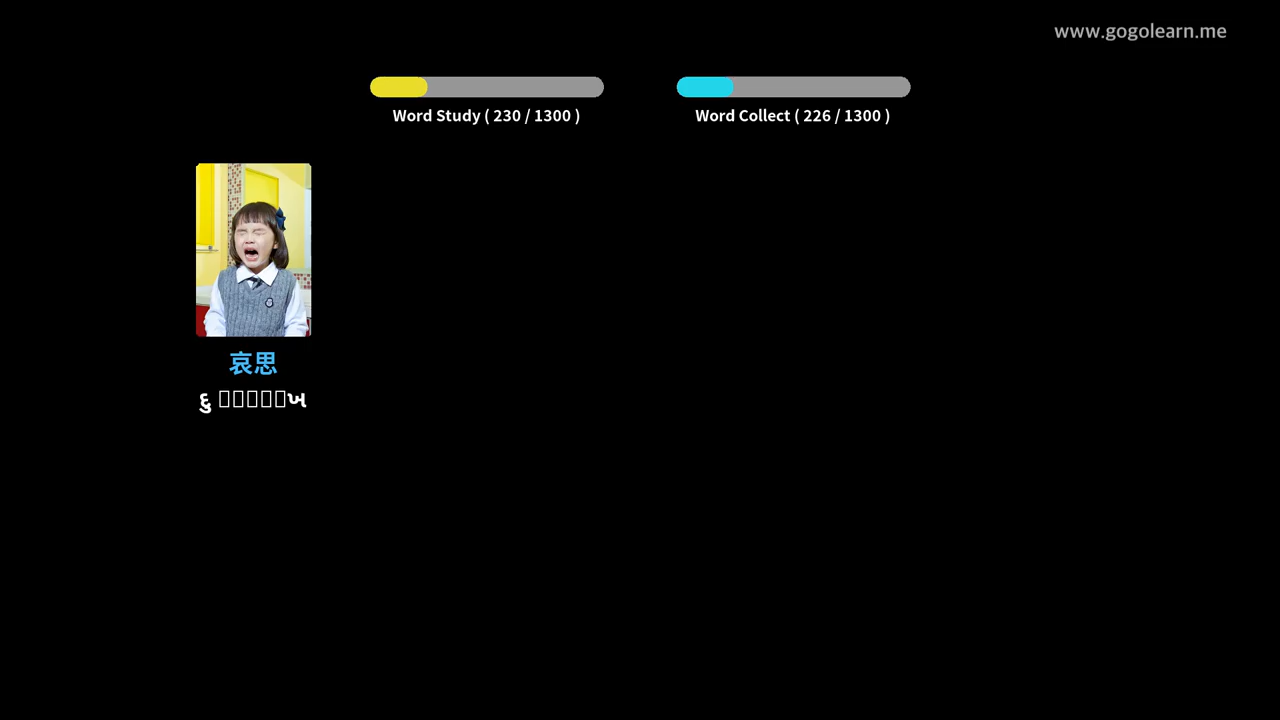 www.gogolearn.me
Word Study ( 230 / 1300 )
Word Collect ( 226 / 1300 )
哀思
દુ □□□□□ખ